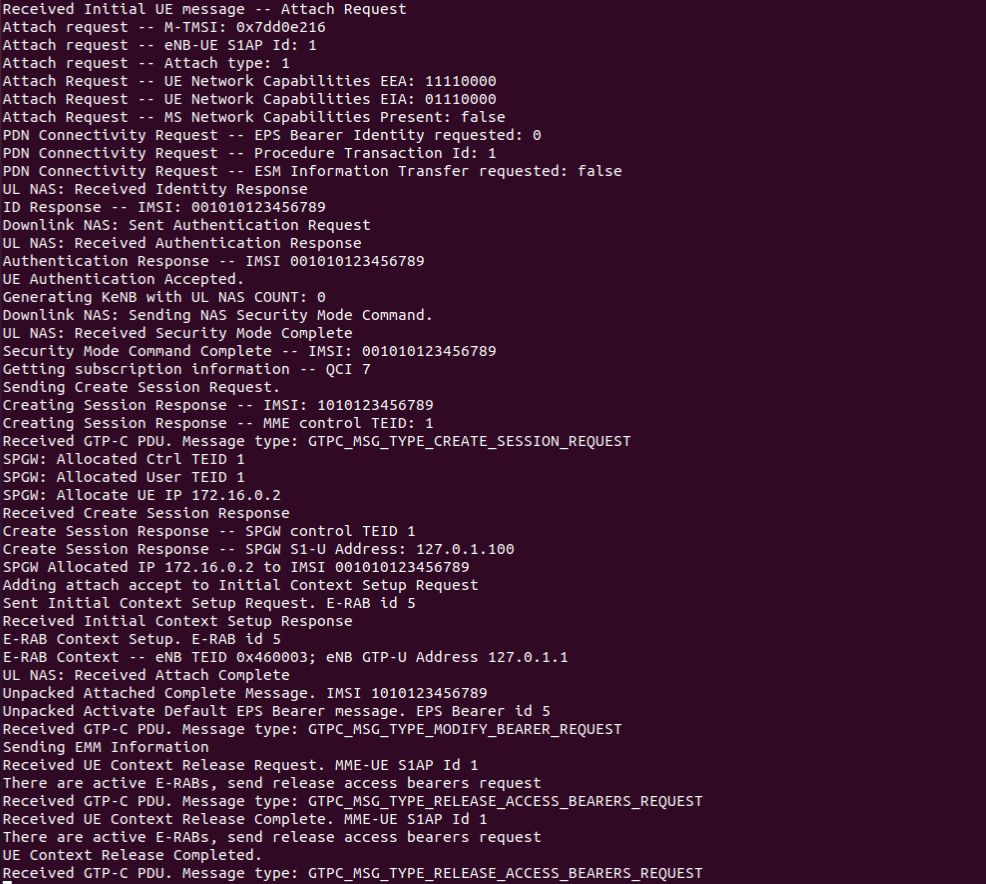 Received Initial UE message -- Attach Request
Attach request -- M-TMSI: 0x7dd0e216
Attach request -- eNB-UE S1AP Id: 1
Attach request -- Attach type: 1
Attach Request -- UE Network Capabilities EEA: 11110000
Attach Request -- UE Network Capabilities EIA: 01110000
Attach Request -- MS Network Capabilities Present: false
PDN Connectivity Request -- EPS Bearer Identity requested: 0
PDN Connectivity Request -- Procedure Transaction Id: 1
PDN Connectivity Request -- ESM Information Transfer requested: false
UL NAS: Received Identity Response
ID Response -- IMSI: 001010123456789
Downlink NAS: Sent Authentication Request
UL NAS: Received Authentication Response
Authentication Response -- IMSI 001010123456789
UE Authentication Accepted.
Generating KeNB with UL NAS COUNT: 0
Downlink NAS: Sending NAS Security Mode Command.
UL NAS: Received Security Mode Complete
Security Mode Command Complete -- IMSI: 001010123456789
Getting subscription information -- QCI 7
Sending Create Session Request.
Creating Session Response -- IMSI: 1010123456789
Creating Session Response -- MME control TEID: 1
Received GTP-C PDU. Message type: GTPC_MSG_TYPE_CREATE_SESSION_REQUEST
SPGW: Allocated Ctrl TEID 1
SPGW: Allocated User TEID 1
SPGW: Allocate UE IP 172.16.0.2
Received Create Session Response
Create Session Response -- SPGW control TEID 1
Create Session Response -- SPGW S1-U Address: 127.0.1.100
SPGW Allocated IP 172.16.0.2 to IMSI 001010123456789
Adding attach accept to Initial Context Setup Request
Sent Initial Context Setup Request. E-RAB id 5
Received Initial Context Setup Response
E-RAB Context Setup. E-RAB id 5
E-RAB Context -- eNB TEID 0x460003; eNB GTP-U Address 127.0.1.1
UL NAS: Received Attach Complete
Unpacked Attached Complete Message. IMSI 1010123456789
Unpacked Activate Default EPS Bearer message. EPS Bearer id 5
Received GTP-C PDU. Message type: GTPC_MSG_TYPE_MODIFY_BEARER_REQUEST
Sending EMM Information
Received UE Context Release Request. MME-UE S1AP Id 1
There are active E-RABs, send release access bearers request
Received GTP-C PDU. Message type: GTPC_MSG_TYPE_RELEASE_ACCESS_BEARERS_REQUEST
Received UE Context Release Complete. MME-UE S1AP Id 1
There are active E-RABs, send release access bearers request
UE Context Release Completed.
Received GTP-C PDU. Message type: GTPC_MSG_TYPE_RELEASE_ACCESS_BEARERS_REQUEST